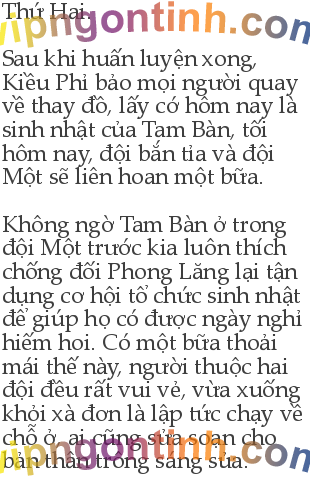 Thứ Hai.
vipngontinh.com
Sau khi huấn luyện xong,
Kiều Phỉ bảo mọi người quay
về thay đồ, lấy cớ hôm nay là
sinh nhật của Tam Bàn, tối
hôm nay, đội bắn tỉa và đội
Một sẽ liên hoan một bữa.
Không ngờ Tam Bàn ở trong
đội Một trước kia luôn thích
chống đối Phong Lăng lại tận
dụng cơ hội tổ chức sinh nhật
để giúp họ có được ngày nghỉ
hiếm hoi. Có một bữa thoải
mái thế này, người thuộc hai
đội đều rất vui vẻ, vừa xuống
khỏi xà đơn là lập tức chạy về
chỗ ở, ai cũng sửa soạn cho
bản thân trông sáng sủa.
vipngontinh.com